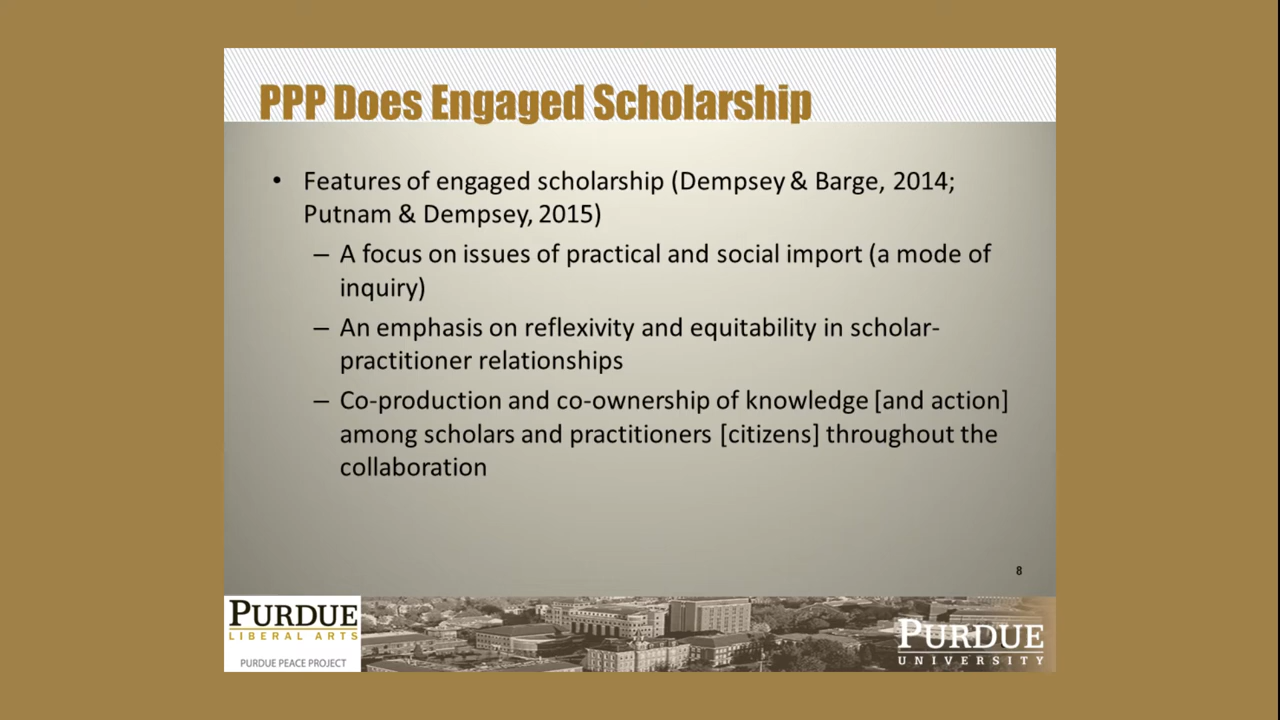 PPP Does Engaged Scholarship
• Features of engaged scholarship (Dempsey & Barge, 2014;
Putnam & Dempsey, 2015)
– A focus on issues of practical and social import (a mode of
inquiry)
– An emphasis on reflexivity and equitability in scholar-
practitioner relationships
– Co-production and co-ownership of knowledge [and action]
among scholars and practitioners [citizens] throughout the
collaboration
8
PURDUE
LIBERAL ARTS
PURDUE PEACE PROJECT
PURDUE
UNIVERSITY